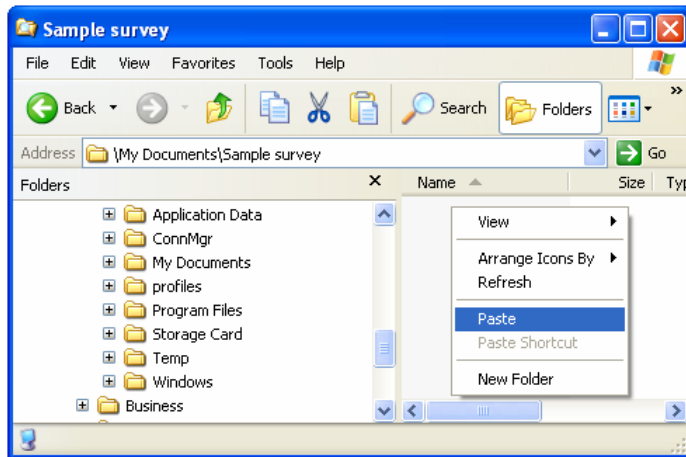 Sample survey
File Edit View Favorites Tools Help
Back Search Folders »
Address \My Documents\Sample survey Go
Folders Name Size Typ
Application Data
ConnMgr
My Documents
profiles
Program Files
Storage Card
Temp
Windows
Business
View
Arrange Icons By
Refresh
Paste
Paste Shortcut
New Folder